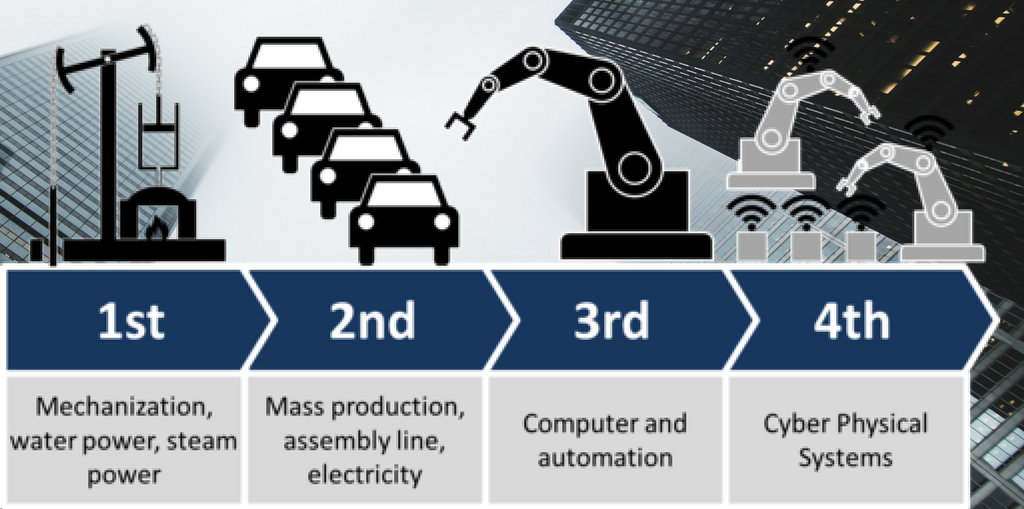 1st
2nd
3rd
4th
Mechanization,
water power, steam
power
Mass production,
assembly line,
electricity
Computer and
automation
Cyber Physical
Systems